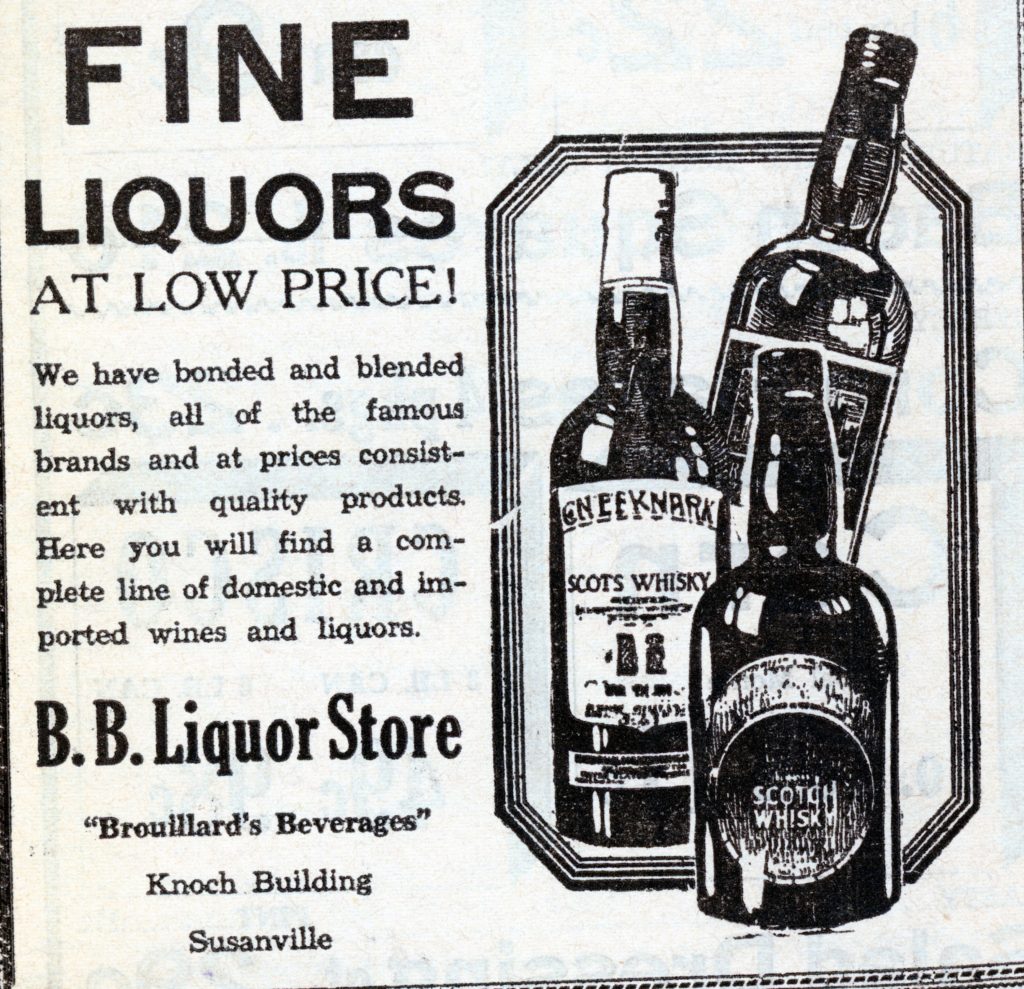 FINE
LIQUORS
AT LOW PRICE!
We have bonded and blended
liquors, all of the famous
brands and at prices consist-
ent with quality products.
Here you will find a com-
plete line of domestic and im-
ported wines and liquors.
B. B. Liquor Store
"Brouillard's Beverages"
Knoch Building
Susanville
SCOTS WHISKY
SCOTCH
WHISKY